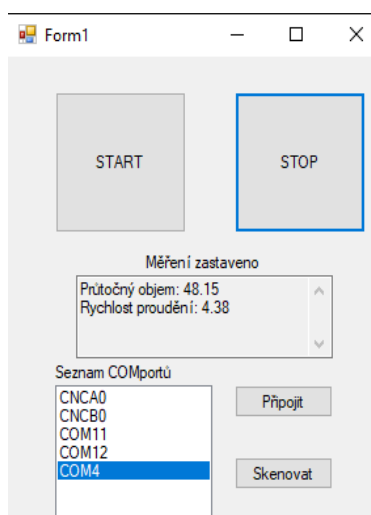 Form1
START
STOP
Měření zastaveno
Průtočný objem: 48.15
Rychlost proudění: 4.38
Seznam COMportů
CNCA0
CNCB0
COM11
COM12
COM4
Připojit
Skenovat